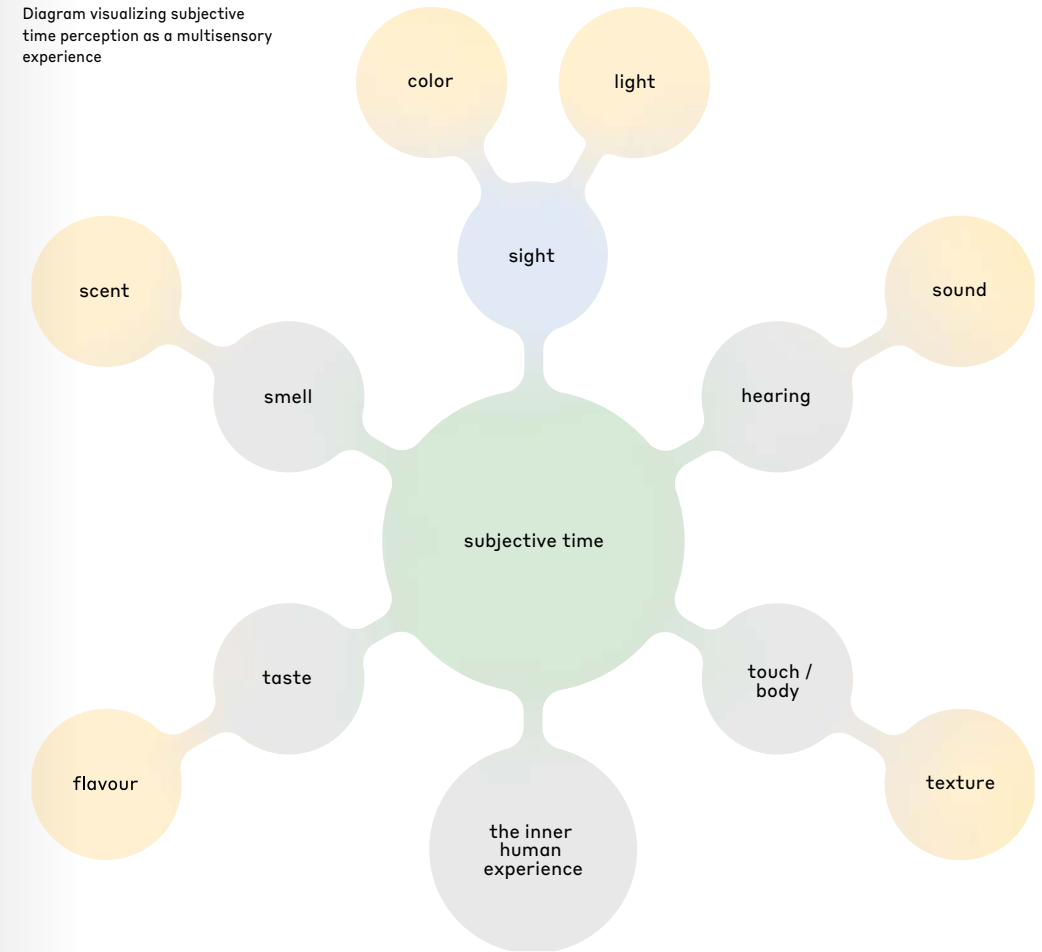 Diagram visualizing subjective
time perception as a multisensory
experience
color
light
sight
scent
sound
smell
hearing
subjective time
taste
touch /
body
flavour
texture
the inner
human
experience